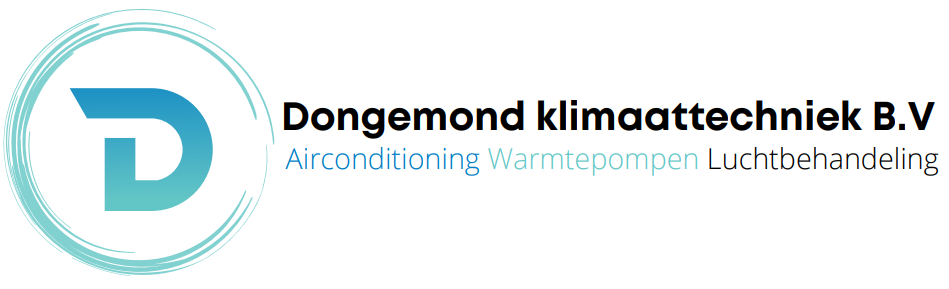 D
Dongemond klimaattechniek B.V
Airconditioning Warmtepompen Luchtbehandeling